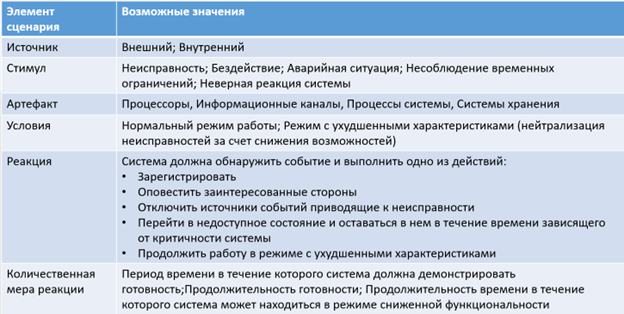 Элемент сценария
Возможные значения
Источник
Внешний; Внутренний
Стимул
Неисправность; Бездействие; Аварийная ситуация; Несоблюдение временных
ограничений; Неверная реакция системы
Артефакт
Процессоры, Информационные каналы, Процессы системы, Системы хранения
Условия
Нормальный режим работы; Режим с ухудшенными характеристиками (нейтрализация
неисправностей за счет снижения возможностей)
Реакция
Система должна обнаружить событие и выполнить одно из действий:
• Зарегистрировать
• Оповестить заинтересованные стороны
• Отключить источники событий приводящие к неисправности
• Перейти в недоступное состояние и оставаться в нем в течение времени зависящего
от критичности системы
• Продолжить работу в режиме с ухудшенными характеристиками
Количественная
мера реакции
Период времени в течение которого система должна демонстрировать
готовность;Продолжительность готовности; Продолжительность времени в течение
которого система может находиться в режиме сниженной функциональности